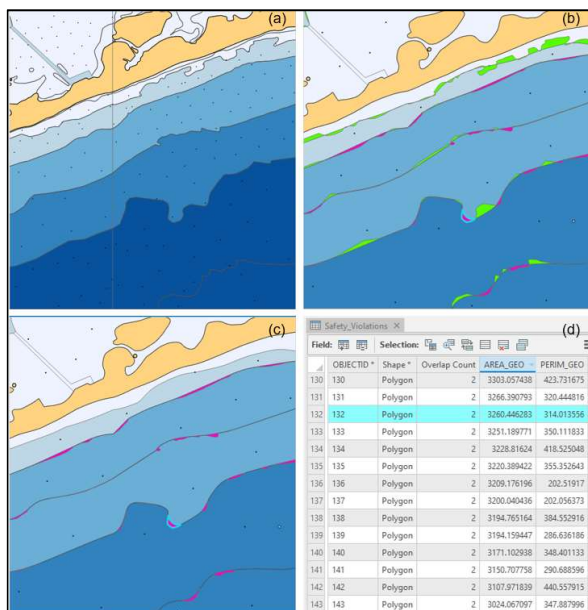 (a)
(b)
(c)
(d)
Safety_Violations
Field: Selection:
OBJECTID * Shape * Overlap Count AREA_GEO PERIM_GEO
130 130 Polygon 2 3303.057438 423.731675
131 131 Polygon 2 3266.390793 320.444816
132 132 Polygon 2 3260.446283 314.013556
133 133 Polygon 2 3251.189771 350.111833
134 134 Polygon 2 3228.81624 418.525048
135 135 Polygon 2 3220.389422 355.352643
136 136 Polygon 2 3209.176196 202.51917
137 137 Polygon 2 3200.040436 202.056373
138 138 Polygon 2 3194.765164 384.552916
139 139 Polygon 2 3194.159447 286.636186
140 140 Polygon 2 3171.102938 348.401133
141 141 Polygon 2 3150.707758 290.688596
142 142 Polygon 2 3107.971839 440.557915
143 143 Polygon 2 3024.067097 347.887996